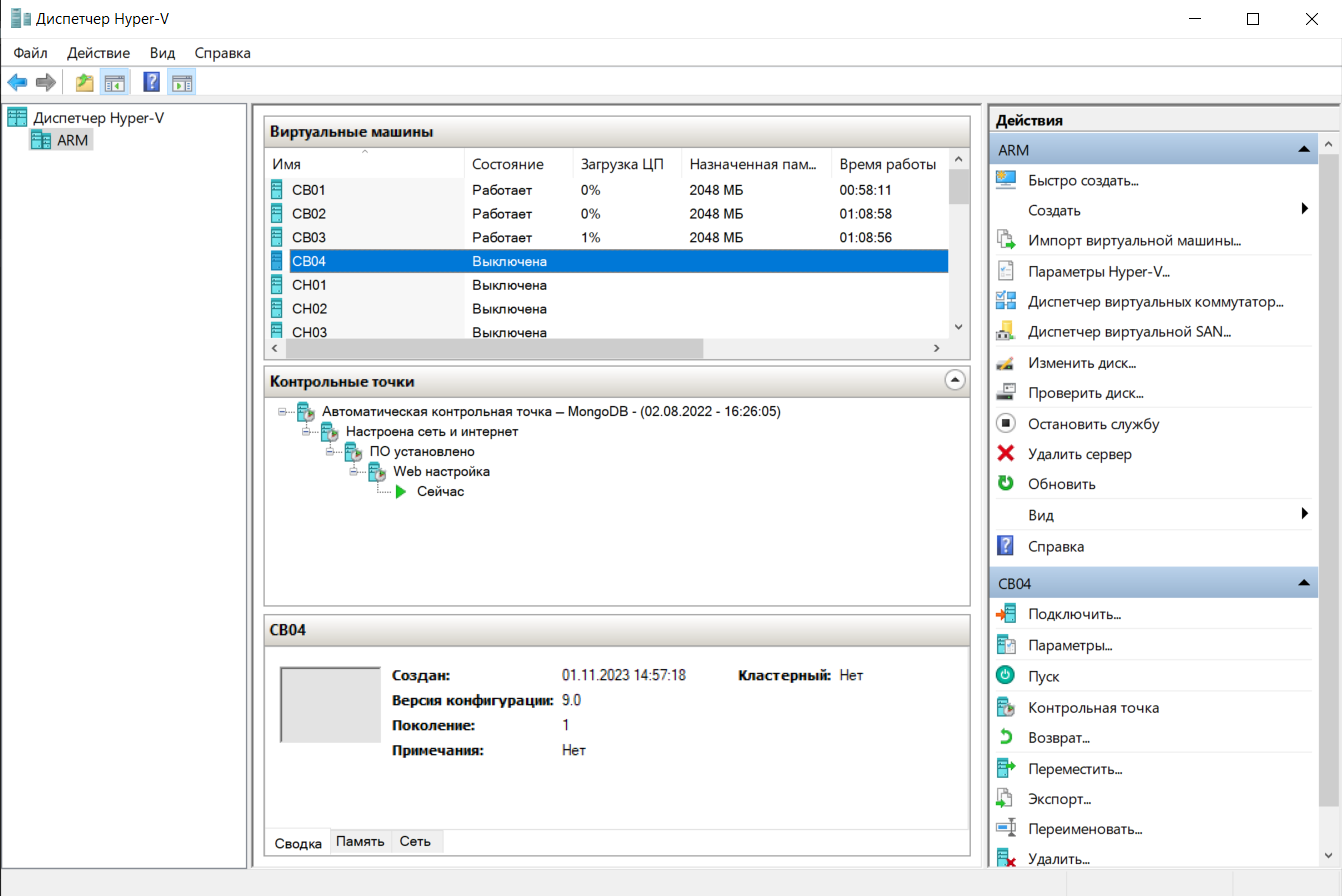 Диспетчер Hyper-V
Файл Действие Вид Справка
Диспетчер Hyper-V
ARM
Виртуальные машины
Имя Состояние Загрузка ЦП Назначенная пам... Время работы
CB01 Работает 0% 2048 МБ 00:58:11
CB02 Работает 0% 2048 МБ 01:08:58
CB03 Работает 1% 2048 МБ 01:08:56
CB04 Выключена
CH01 Выключена
CH02 Выключена
CH03 Выключена
Контрольные точки
Автоматическая контрольная точка – MongoDB - (02.08.2022 - 16:26:05)
Настроена сеть и интернет
ПО установлено
Web настройка
Сейчас
CB04
Создан: 01.11.2023 14:57:18 Кластерный: Нет
Версия конфигурации: 9.0
Поколение: 1
Примечания: Нет
Сводка Память Сеть
Действия
ARM
Быстро создать...
Создать
Импорт виртуальной машины...
Параметры Hyper-V...
Диспетчер виртуальных коммутатор...
Диспетчер виртуальной SAN...
Изменить диск...
Проверить диск...
Остановить службу
Удалить сервер
Обновить
Вид
Справка
CB04
Подключить...
Параметры...
Пуск
Контрольная точка
Возврат...
Переместить...
Экспорт...
Переименовать...
Удалить...